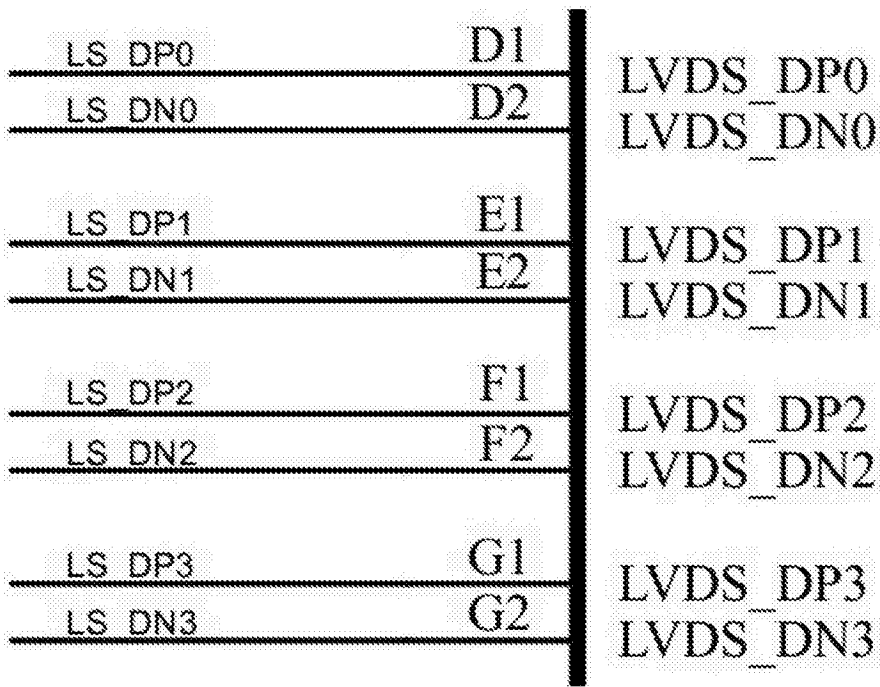 LS_DP0 D1 LVDS_DP0
LS_DN0 D2 LVDS_DN0
LS_DP1 E1 LVDS_DP1
LS_DN1 E2 LVDS_DN1
LS_DP2 F1 LVDS_DP2
LS_DN2 F2 LVDS_DN2
LS_DP3 G1 LVDS_DP3
LS_DN3 G2 LVDS_DN3